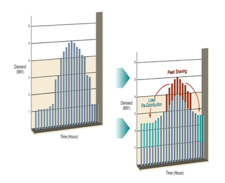 Demand
(MW)
Time (Hours)
Peak Shaving
Load
Re-Distribution
Demand
(MW)
Time (Hours)